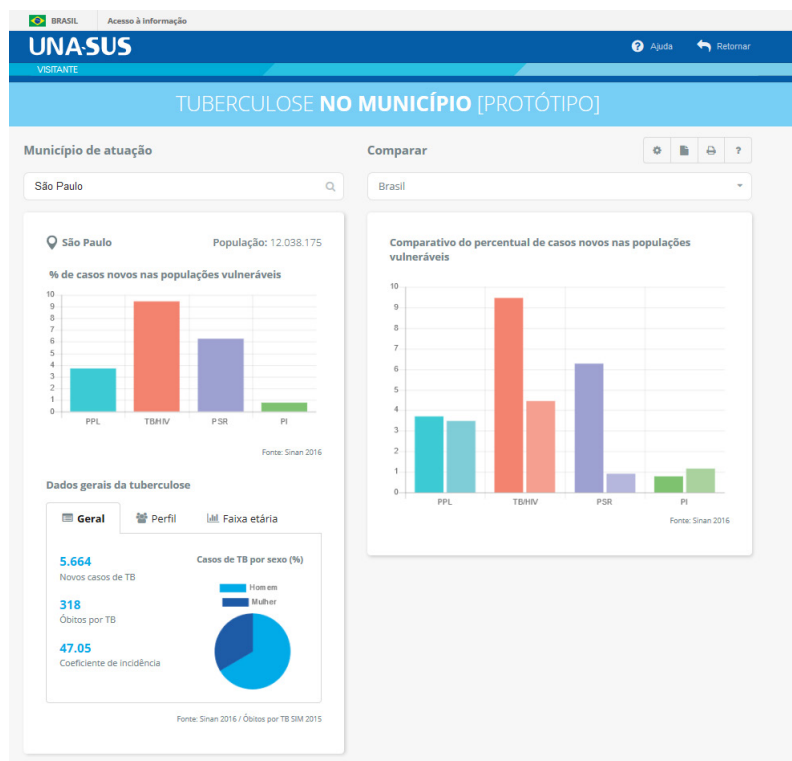 BRASIL Acesso à informação
UNA-SUS
Ajuda Retornar
VISITANTE
TUBERCULOSE NO MUNICÍPIO [PROTÓTIPO]
Município de atuação
São Paulo
Comparar
?
Brasil
São Paulo População: 12.038.175
% de casos novos nas populações vulneráveis
10
9
8
7
6
5
4
3
2
1
0
PPL TB/HIV PSR PI
Fonte: Sinan 2016
Dados gerais da tuberculose
Geral Perfil Faixa etária
5.664
Novos casos de TB
318
Óbitos por TB
47.05
Coeficiente de incidência
Casos de TB por sexo (%)
Homem
Mulher
Fonte: Sinan 2016 / Óbitos por TB SIM 2015
Comparativo do percentual de casos novos nas populações
vulneráveis
10
9
8
7
6
5
4
3
2
1
0
PPL TB/HIV PSR PI
Fonte: Sinan 2016